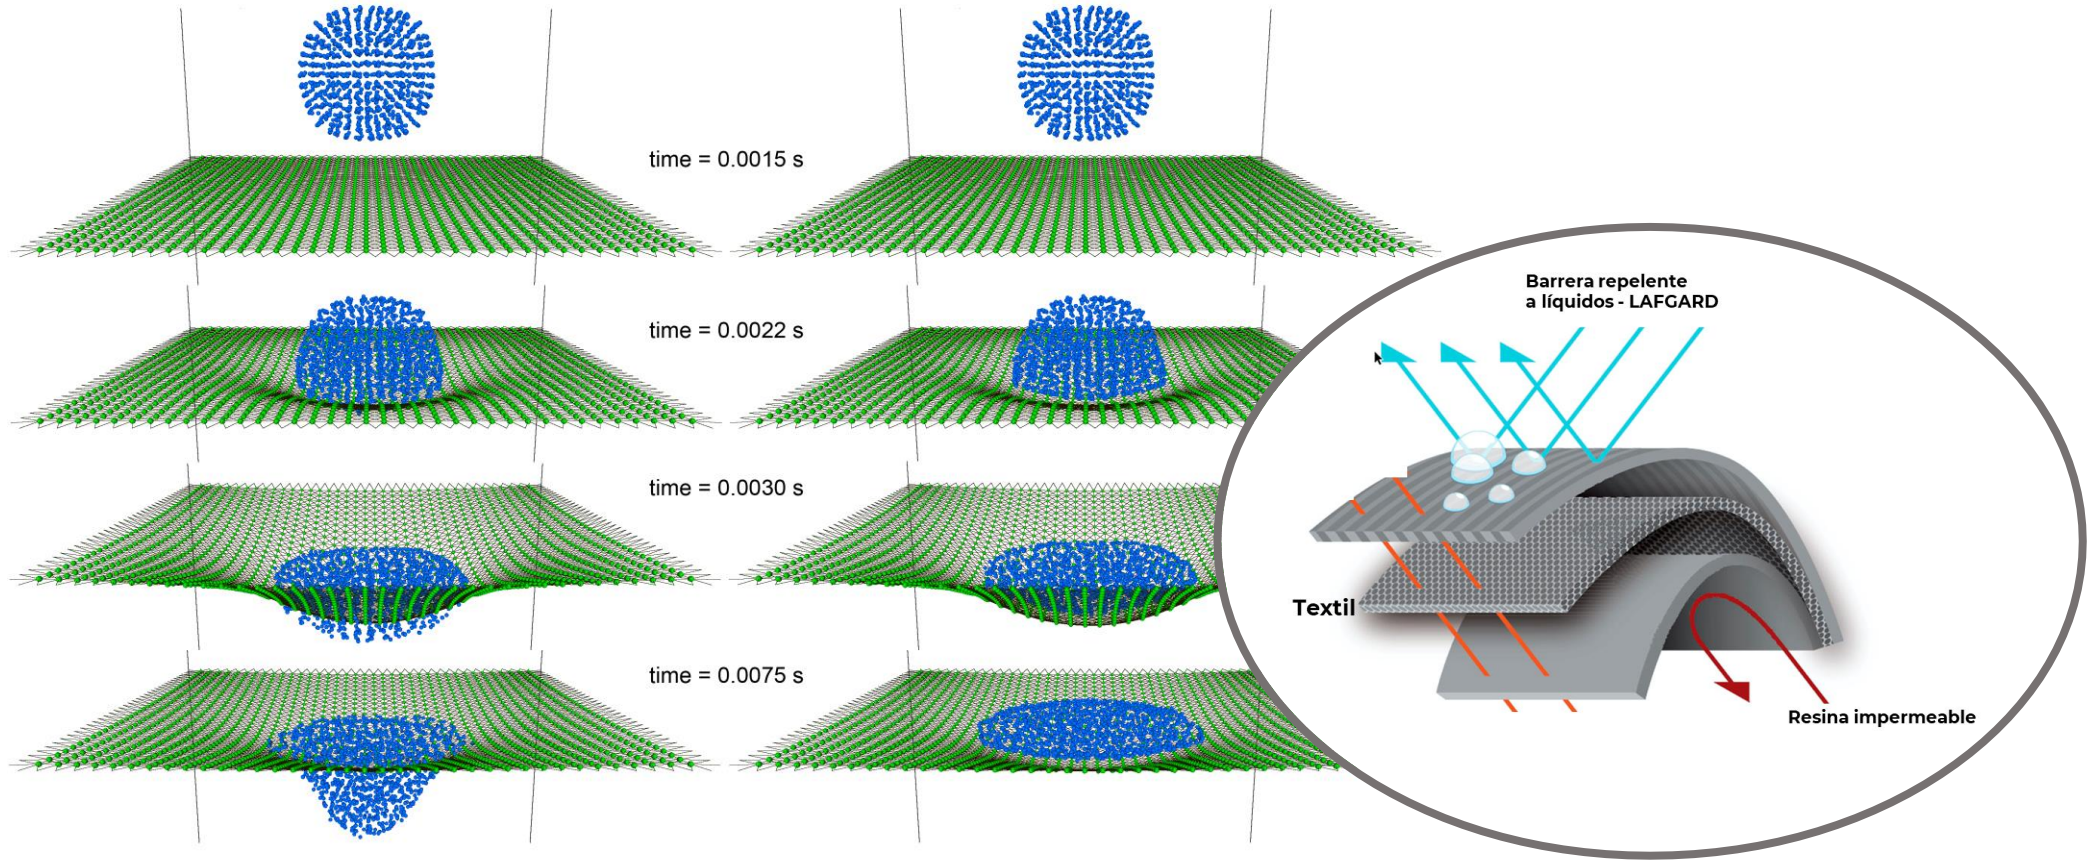 time = 0.0015 s
time = 0.0022 s
time = 0.0030 s
time = 0.0075 s
Barrera repelente
a líquidos - LAFGARD
Textil
Resina impermeable